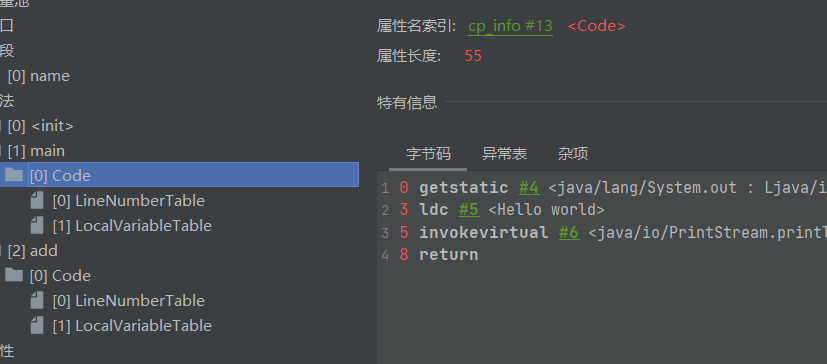 量池
口
段
[0] name
法
[0] <init>
[1] main
[0] Code
[0] LineNumberTable
[1] LocalVariableTable
[2] add
[0] Code
[0] LineNumberTable
[1] LocalVariableTable
性
属性名索引: cp_info #13 <Code>
属性长度: 55
特有信息
字节码 异常表 杂项
1 0 getstatic #4 <java/lang/System.out : Ljava/i
2 3 ldc #5 <Hello world>
3 5 invokevirtual #6 <java/io/PrintStream.printl
4 8 return